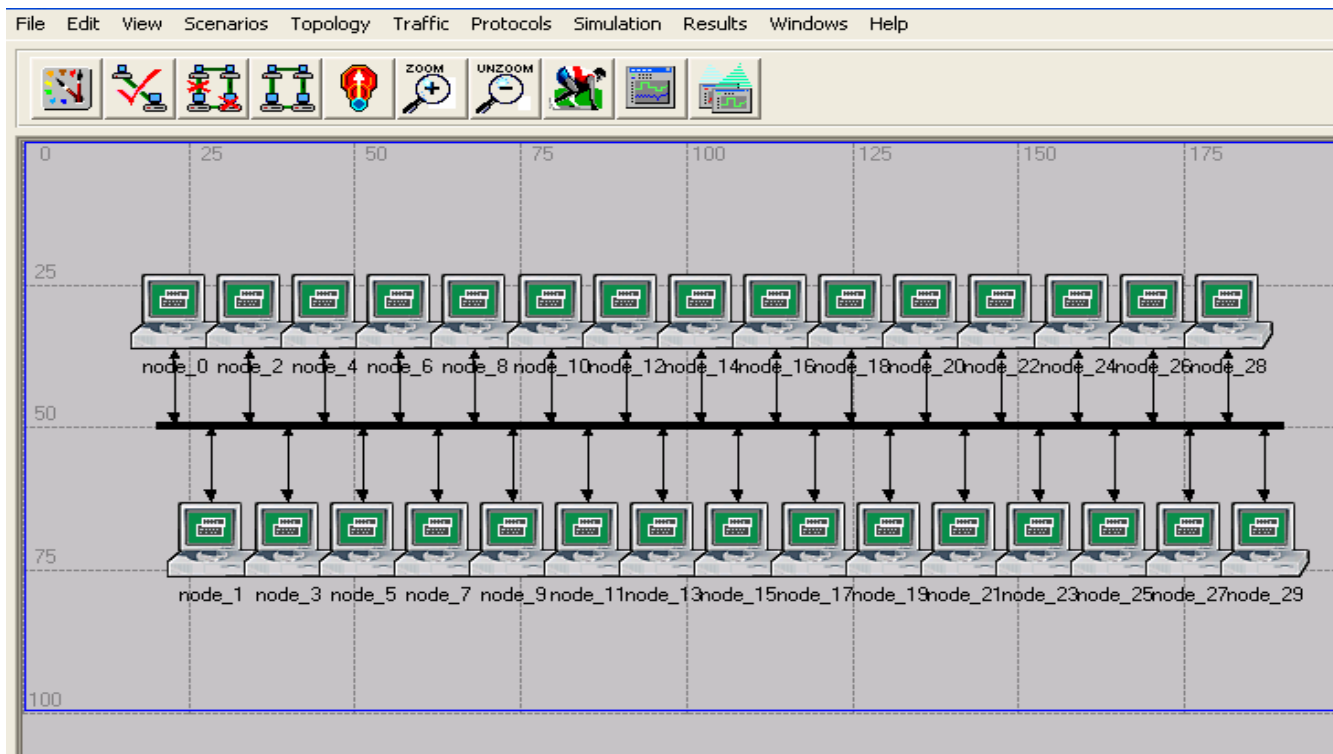 File Edit View Scenarios Topology Traffic Protocols Simulation Results Windows Help
ZOOM UNZOOM
0 25 50 75 100 125 150 175
25
node_0 node_2 node_4 node_6 node_8 node_10 node_12 node_14 node_16 node_18 node_20 node_22 node_24 node_26 node_28
50
75
node_1 node_3 node_5 node_7 node_9 node_11 node_13 node_15 node_17 node_19 node_21 node_23 node_25 node_27 node_29
100